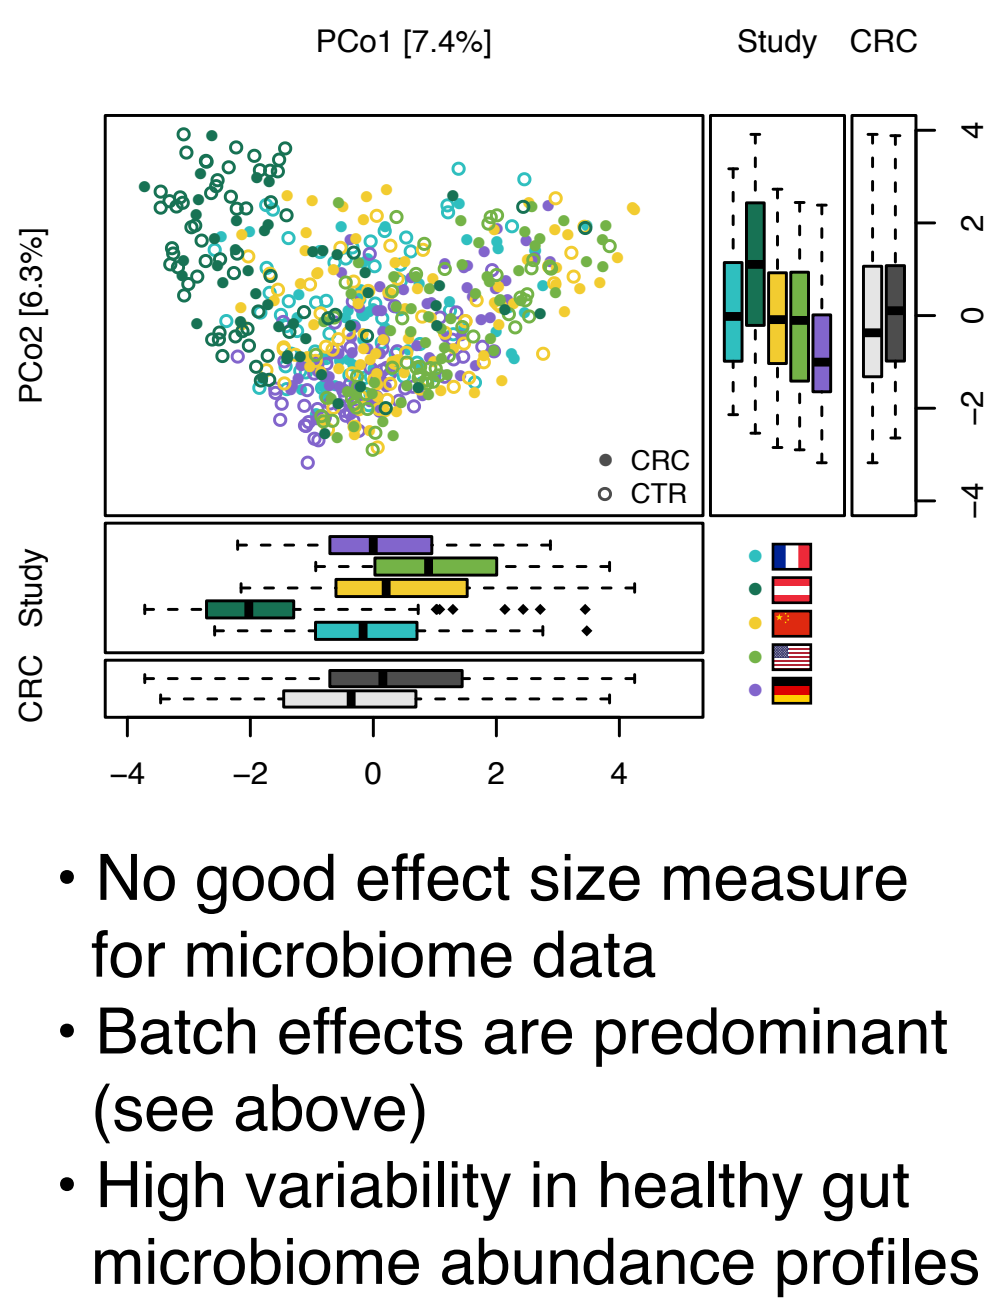 PCo1 [7.4%]
Study
CRC
PCo2 [6.3%]
4
2
0
−2
−4
CRC
CTR
Study
CRC
−4
−2
0
2
4
• No good effect size measure
for microbiome data
• Batch effects are predominant
(see above)
• High variability in healthy gut
microbiome abundance profiles